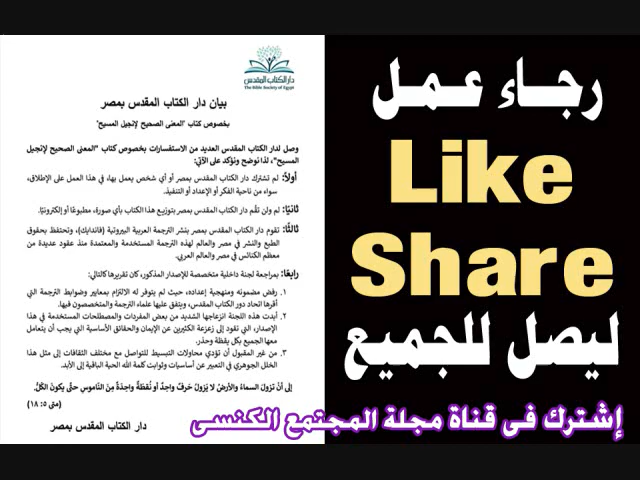 دار الكتاب المقدس
The Bible Society of Egypt
بيان دار الكتاب المقدس بمصر
بخصوص كتاب "المعنى الصحيح لإنجيل المسيح"
وصل لدار الكتاب المقدس العديد من الاستفسارات بخصوص كتاب "المعنى الصحيح لإنجيل
المسيح"، لذا نوضح ونؤكد على الآتي:
أولاً: لم تشترك دار الكتاب المقدس بمصر أو أي شخص يعمل بها، في هذا العمل على الإطلاق،
سواء من ناحية الفكر أو الإعداد أو التنفيذ.
ثانيًا: لم ولن تقُم دار الكتاب المقدس بمصر بتوزيع هذا الكتاب بأي صورة، مطبوعًا أو إلكترونيًا.
ثالثًا: تقوم دار الكتاب المقدس بمصر بنشر الترجمة العربية البيروتية (فاندايك)، وتحتفظ بحقوق
الطبع والنشر في مصر والعالم لهذه الترجمة المستخدمة والمعتمدة منذ عقود عديدة من
معظم الكنائس في مصر والعالم العربي.
رابعًا: بمراجعة لجنة داخلية متخصصة للإصدار المذكور، كان تقريرها كالتالي:
١. رفض مضمونه ومنهجية إعداده، حيث لم يتوفر له الالتزام بمعايير وضوابط الترجمة التي
أقرها اتحاد دور الكتاب المقدس، ويتفق عليها علماء الترجمة والمتخصصون فيها.
٢. أبدت هذه اللجنة انزعاجها الشديد من بعض المفردات والمصطلحات المستخدمة في هذا
الإصدار، التي تقود إلى زعزعة الكثيرين عن الإيمان والحقائق الأساسية التي يجب أن يتعامل
معها الجميع بكل يقظة وحذر.
٣. من غير المقبول أن تؤدي محاولات التبسيط للتواصل مع مختلف الثقافات إلى مثل هذا
الخلل الجوهري في التعبير عن أساسيات وثوابت كلمة الله الحية الباقية إلى الأبد.
إلى أن تزول السماءُ والأرضُ لا يزول حرفٌ واحدٌ أو نُقطةٌ واحدةٌ من الناموسِ حتى يكون الكُلُّ.
(متى ٥: ١٨)
دار الكتاب المقدس بمصر
رجاء عمل
Like
Share
ليصل للجميع
إشترك فى قناة مجلة المجتمع الكنسى